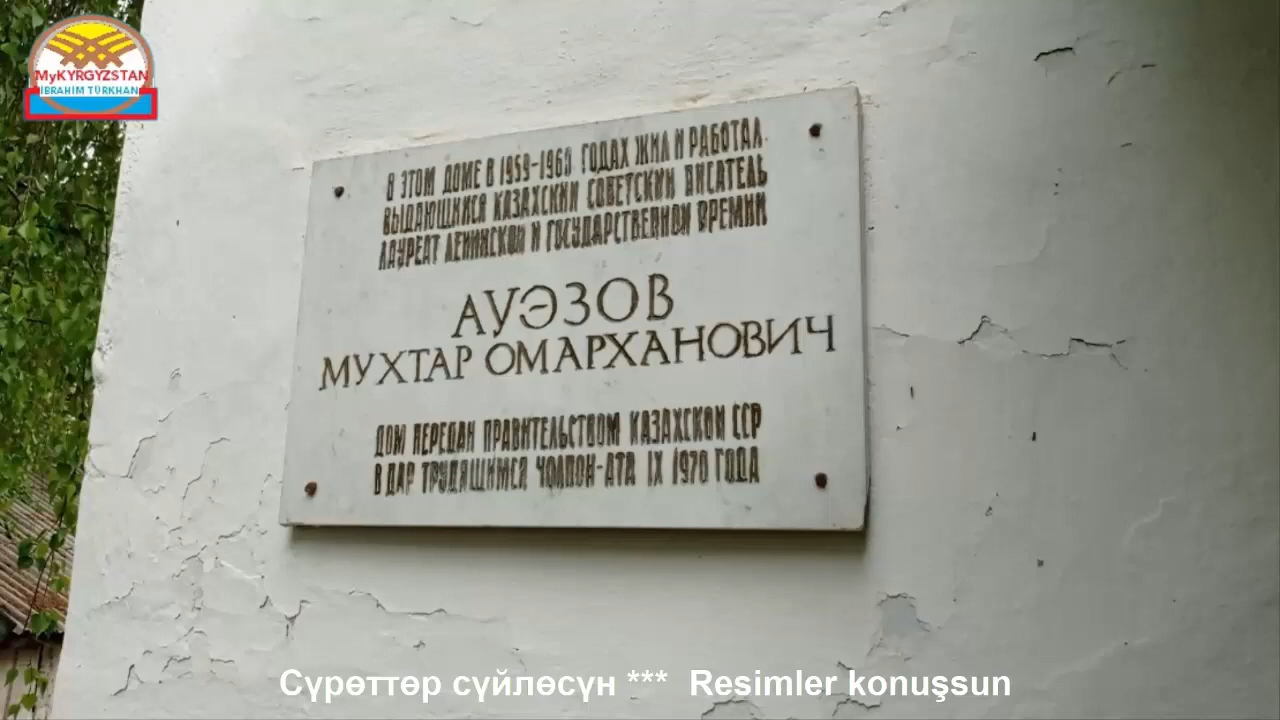 MyKYRGYZSTAN
İBRAHİM TÜRKHAN
В ЭТОМ ДОМЕ В 1959-1960 ГОДАХ ЖИЛ И РАБОТАЛ
ВЫДАЮЩИЙСЯ КАЗАХСКИЙ СОВЕТСКИЙ ПИСАТЕЛЬ
ЛАУРЕАТ ЛЕНИНСКОЙ И ГОСУДАРСТВЕННОЙ ПРЕМИИ
АУЭЗОВ
МУХТАР ОМАРХАНОВИЧ
ДОМ ПЕРЕДАН ПРАВИТЕЛЬСТВОМ КАЗАХСКОЙ ССР
В ДАР ТРУДЯЩИМСЯ ЧОЛПОН-АТА IX 1970 ГОДА
Сүрөттөр сүйлөсүн *** Resimler konuşsun